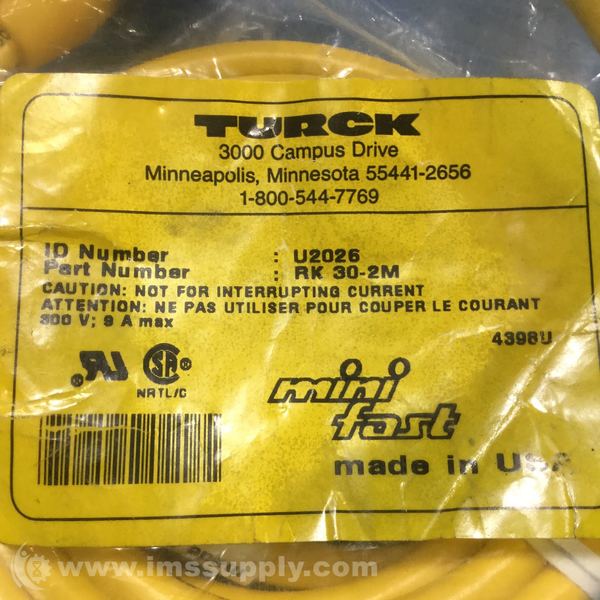 TURCK
3000 Campus Drive
Minneapolis, Minnesota 55441-2656
1-800-544-7769
ID Number : U2026
Part Number : RK 30-2M
CAUTION: NOT FOR INTERRUPTING CURRENT
ATTENTION: NE PAS UTILISER POUR COUPER LE COURANT
300 V; 9 A max
4398U
NRTL/C
mini
fast
made in USA
www.imssupply.com